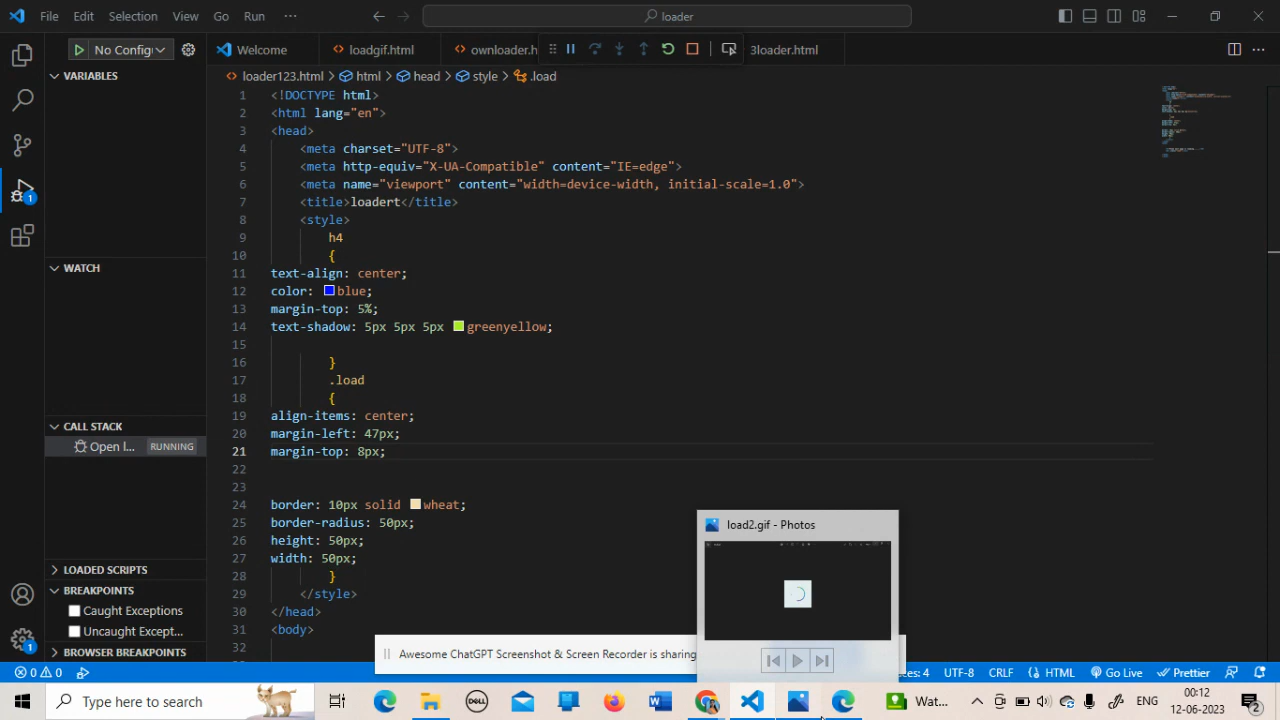 File Edit Selection View Go Run ··· loader
No Config Welcome loadgif.html ownloader.h 3loader.html
loader123.html > html > head > style > .load
VARIABLES
WATCH
CALL STACK
Open l... RUNNING
LOADED SCRIPTS
BREAKPOINTS
Caught Exceptions
Uncaught Except...
BROWSER BREAKPOINTS
1 <!DOCTYPE html>
2 <html lang="en">
3 <head>
4 <meta charset="UTF-8">
5 <meta http-equiv="X-UA-Compatible" content="IE=edge">
6 <meta name="viewport" content="width=device-width, initial-scale=1.0">
7 <title>loadert</title>
8 <style>
9 h4
10 {
11 text-align: center;
12 color: blue;
13 margin-top: 5%;
14 text-shadow: 5px 5px 5px greenyellow;
15
16 }
17 .load
18 {
19 align-items: center;
20 margin-left: 47px;
21 margin-top: 8px;
22
23
24 border: 10px solid wheat;
25 border-radius: 50px;
26 height: 50px;
27 width: 50px;
28 }
29 </style>
30 </head>
31 <body>
32
load2.gif - Photos
Awesome ChatGPT Screenshot & Screen Recorder is sharing
0 0 es: 4 UTF-8 CRLF HTML Go Live Prettier
Type here to search DELL Wat... ENG 00:12
12-06-2023 2